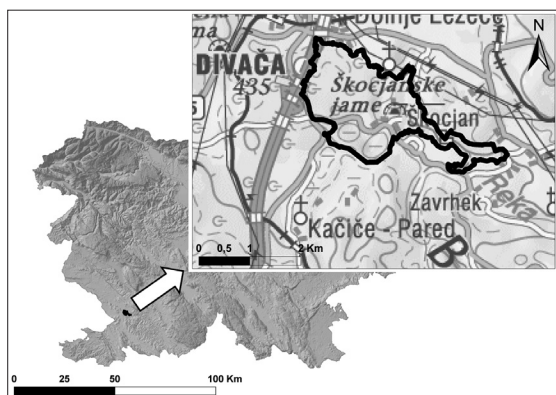 N
Dolnje Ležeče
DIVAČA
435
Škocjanske
jame
Škocjan
Zavrhek
Reka
Kačiče - Pared
B
0 0,5 1 2 Km
0 25 50 100 Km